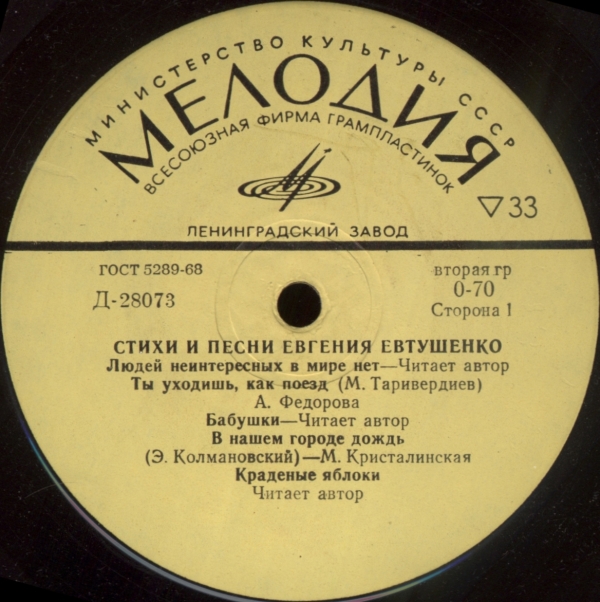 МИНИСТЕРСТВО КУЛЬТУРЫ СССР
МЕЛОДИЯ
ВСЕСОЮЗНАЯ ФИРМА ГРАМПЛАСТИНОК
▽33
ЛЕНИНГРАДСКИЙ ЗАВОД
ГОСТ 5289-68
Д-28073
вторая гр
0-70
Сторона 1
СТИХИ И ПЕСНИ ЕВГЕНИЯ ЕВТУШЕНКО
Людей неинтересных в мире нет—Читает автор
Ты уходишь, как поезд (М. Таривердиев)
А. Федорова
Бабушки—Читает автор
В нашем городе дождь
(Э. Колмановский)—М. Кристалинская
Краденые яблоки
Читает автор